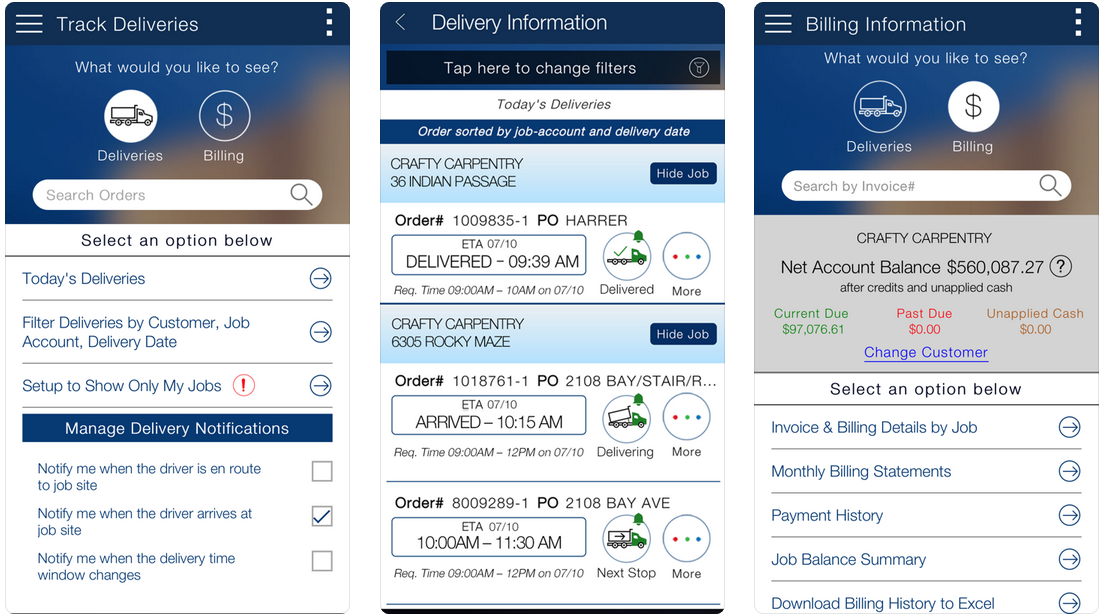 Track Deliveries
What would you like to see?
Deliveries
Billing
Search Orders
Select an option below
Today's Deliveries
Filter Deliveries by Customer, Job
Account, Delivery Date
Setup to Show Only My Jobs
Manage Delivery Notifications
Notify me when the driver is en route
to job site
Notify me when the driver arrives at
job site
Notify me when the delivery time
window changes
Delivery Information
Tap here to change filters
Today's Deliveries
Order sorted by job-account and delivery date
CRAFTY CARPENTRY
36 INDIAN PASSAGE
Hide Job
Order# 1009835-1 PO HARRER
ETA 07/10
DELIVERED – 09:39 AM
Delivered
More
Req. Time 09:00AM – 10AM on 07/10
CRAFTY CARPENTRY
6305 ROCKY MAZE
Hide Job
Order# 1018761-1 PO 2108 BAY/STAIR/R...
ETA 07/10
ARRIVED – 10:15 AM
Delivering
More
Req. Time 09:00AM – 12PM on 07/10
Order# 8009289-1 PO 2108 BAY AVE
ETA 07/10
10:00AM – 11:30 AM
Next Stop
More
Req. Time 09:00AM – 12PM on 07/10
Billing Information
What would you like to see?
Deliveries
$
Billing
Search by Invoice#
CRAFTY CARPENTRY
Net Account Balance $560,087.27 ?
after credits and unapplied cash
Current Due
$97,076.61
Past Due
$0.00
Unapplied Cash
$0.00
Change Customer
Select an option below
Invoice & Billing Details by Job
Monthly Billing Statements
Payment History
Job Balance Summary
Download Billing History to Excel